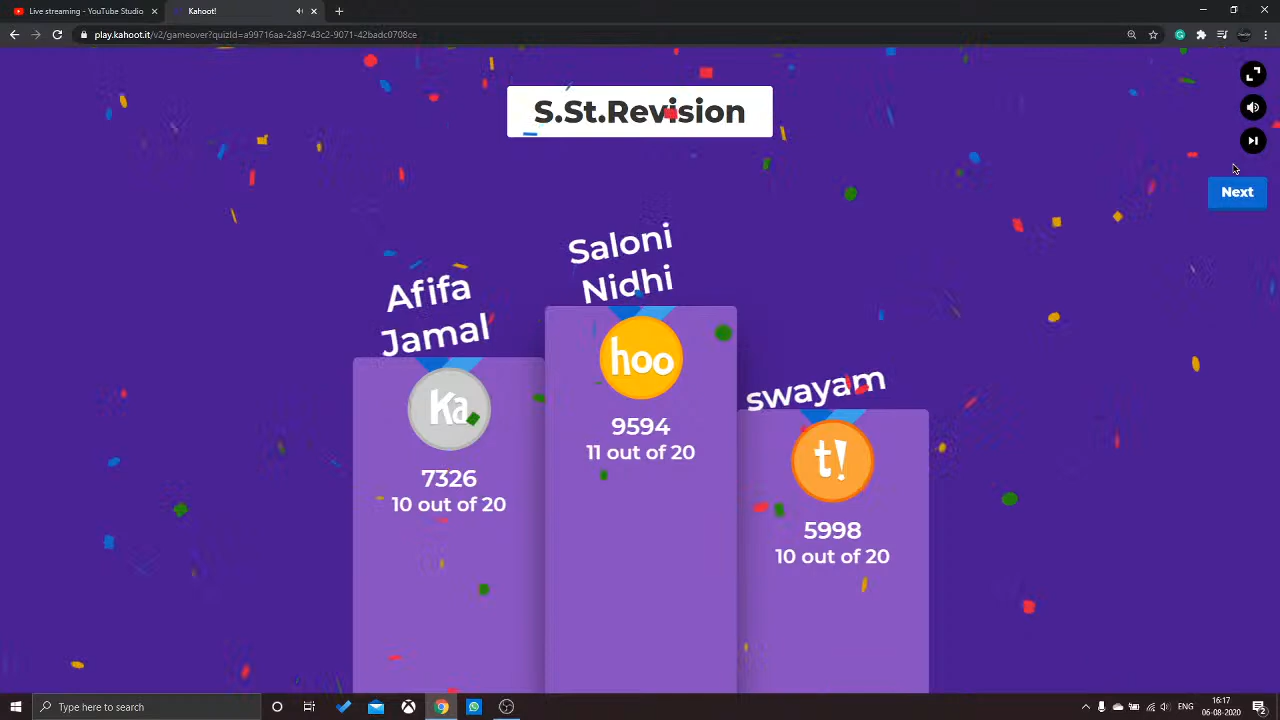 Live streaming - YouTube Studio
Kahoot!
play.kahoot.it/v2/gameover?quizId=a99716aa-2a87-43c2-9071-42badc0708ce
S.St.Revision
Next
Saloni
Nidhi
Afifa
Jamal
swayam
hoo
9594
11 out of 20
Ka
7326
10 out of 20
t!
5998
10 out of 20
Type here to search
ENG
16:17
06-08-2020